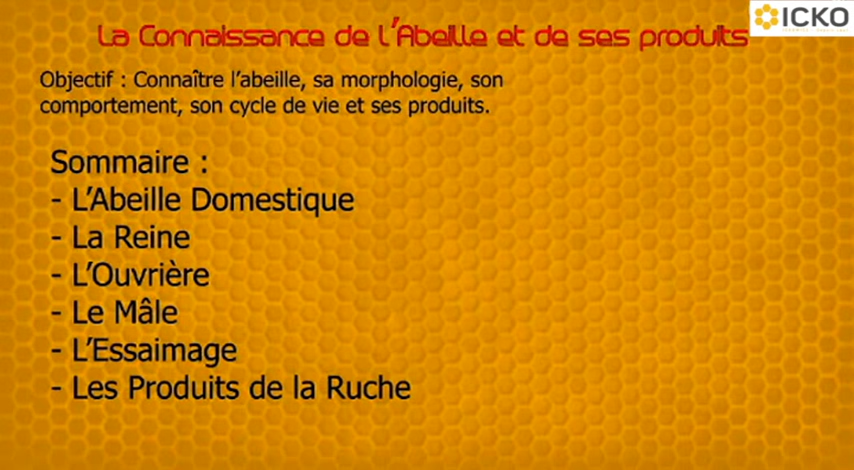 La Connaissance de L'Abeille et de ses produits
ICKO
Objectif : Connaître l'abeille, sa morphologie, son
comportement, son cycle de vie et ses produits.
Sommaire :
- L'Abeille Domestique
- La Reine
- L'Ouvrière
- Le Mâle
- L'Essaimage
- Les Produits de la Ruche